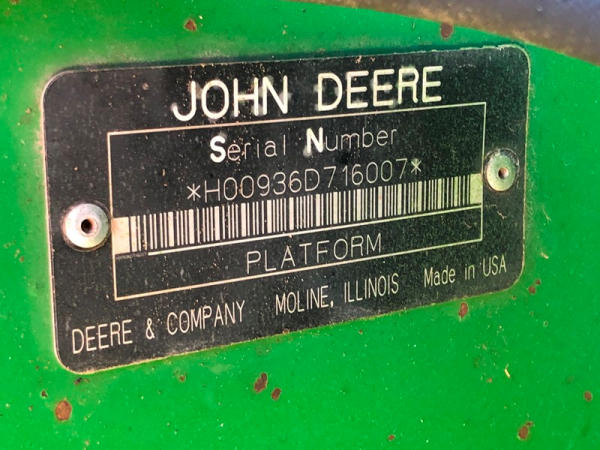 JOHN DEERE
Serial Number
*H00936D716007*
PLATFORM
DEERE & COMPANY MOLINE, ILLINOIS Made in USA